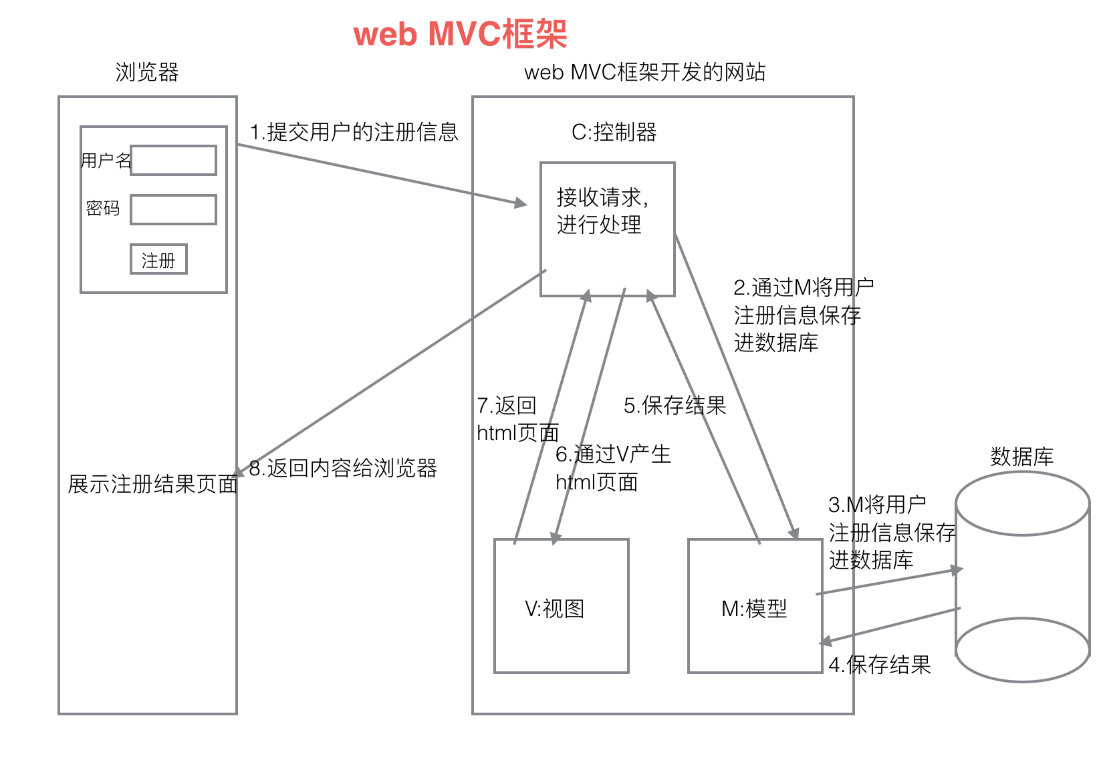 web MVC框架
浏览器
web MVC框架开发的网站
用户名
密码
注册
1.提交用户的注册信息
C:控制器
接收请求，
进行处理
2.通过M将用户
注册信息保存
进数据库
7.返回
html页面
5.保存结果
6.通过V产生
html页面
8.返回内容给浏览器
展示注册结果页面
数据库
3.M将用户
注册信息保存
进数据库
V:视图
M:模型
4.保存结果